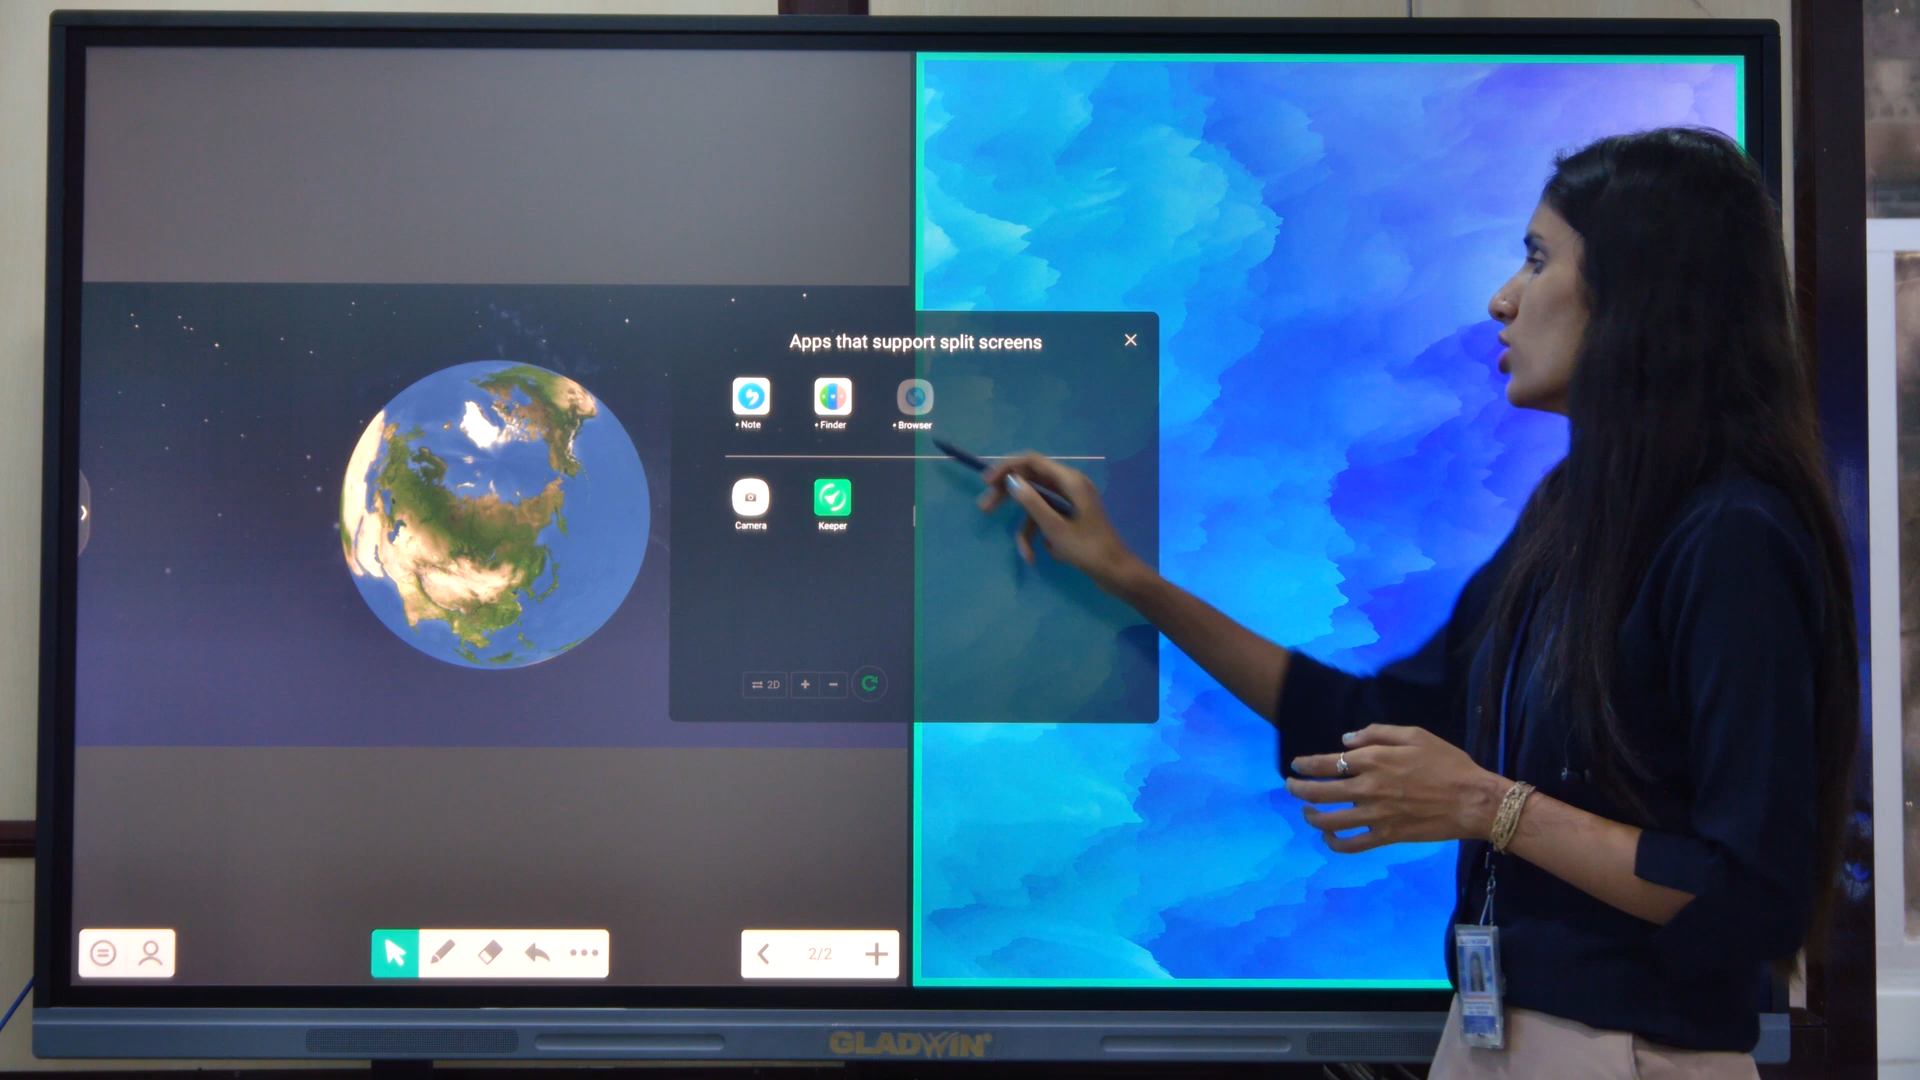 Apps that support split screens
• Note
• Finder
• Browser
Camera
Keeper
2D
2/2
GLADWIN®